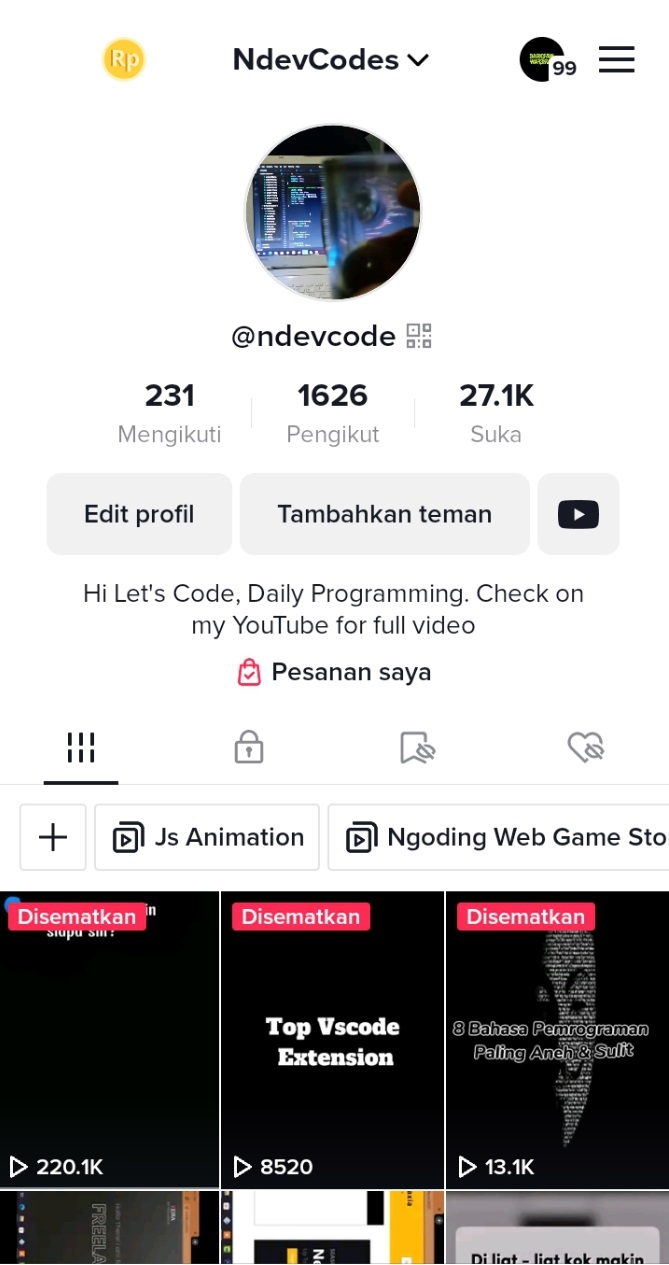 Rp
NdevCodes
99
@ndevcode
231
1626
27.1K
Mengikuti
Pengikut
Suka
Edit profil
Tambahkan teman
Hi Let's Code, Daily Programming. Check on
my YouTube for full video
Pesanan saya
Js Animation
Ngoding Web Game Sto
Disematkan
in
siapa sih?
Disematkan
Top Vscode
Extension
Disematkan
8 Bahasa Pemrograman
Paling Aneh & Sulit
220.1K
8520
13.1K
FREELA
Di liat - liat kok makin